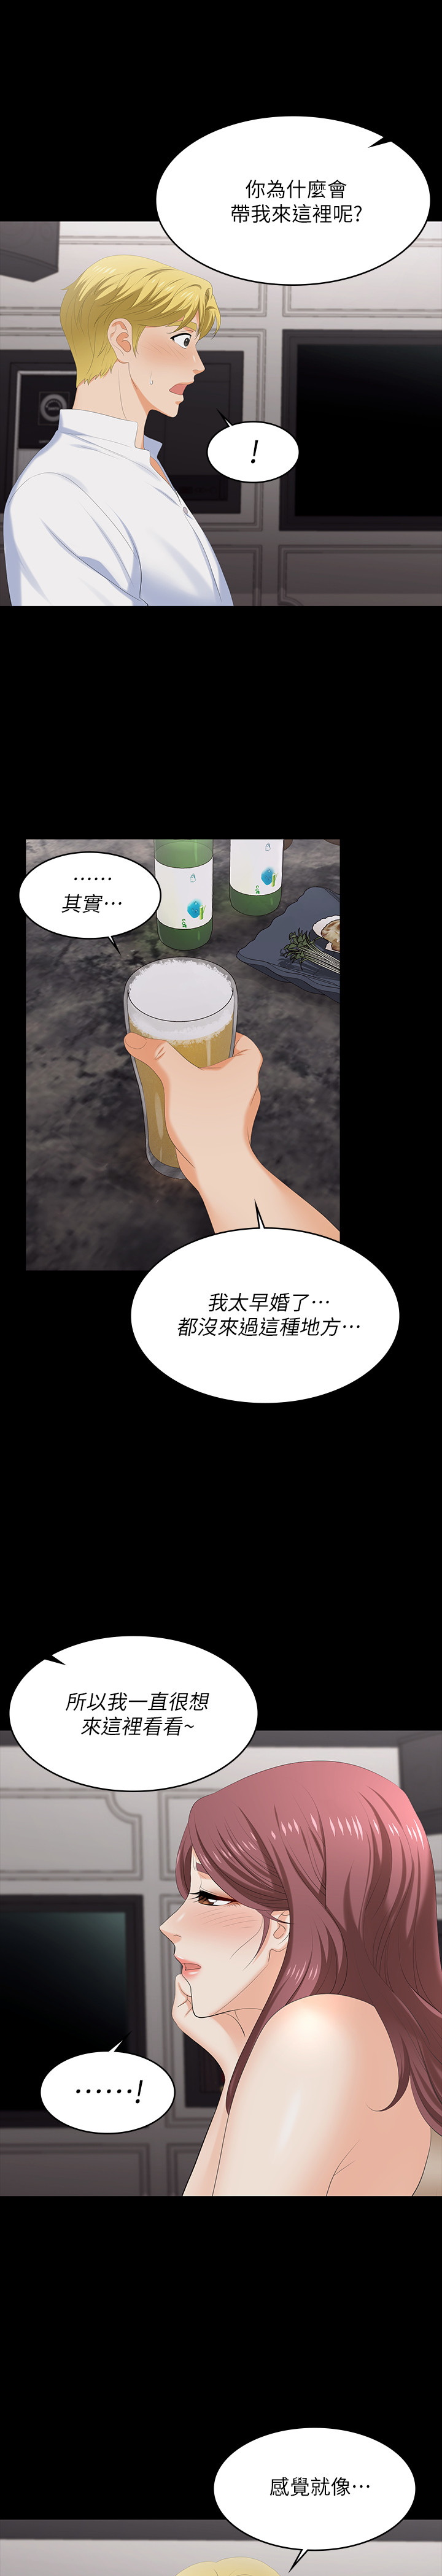 你為什麼會
帶我來這裡呢?
!
……
其實…
我太早婚了…
都沒來過這種地方…
所以我一直很想
來這裡看看~
……!
感覺就像…